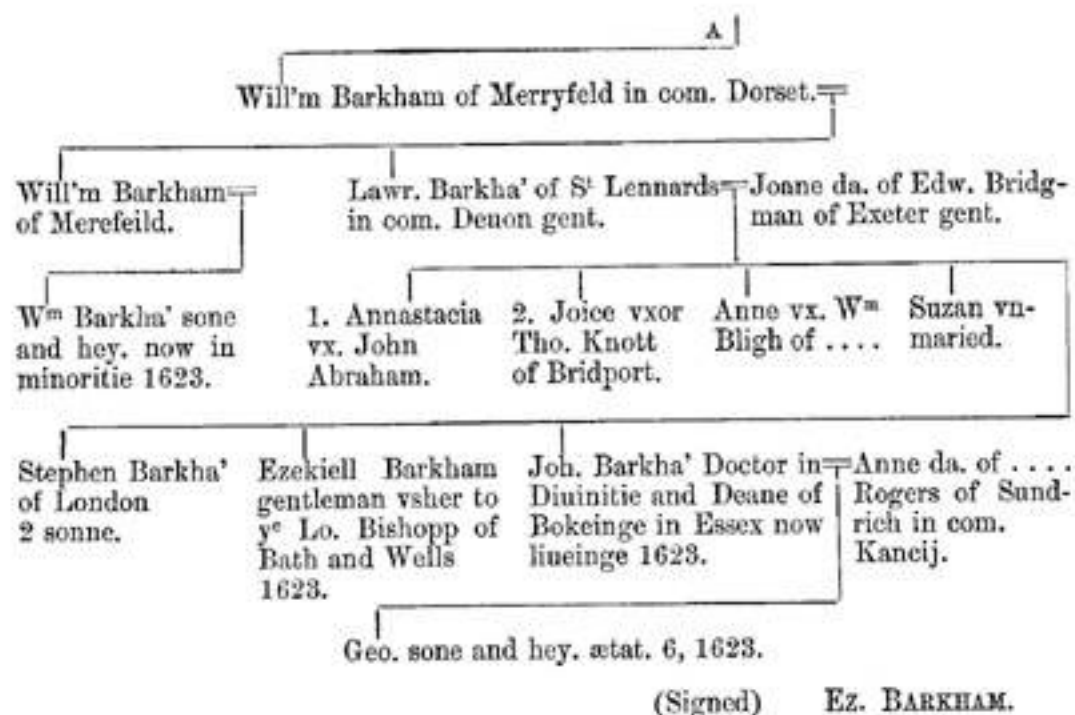 A
Will'm Barkham of Merryfeld in com. Dorset.
Will'm Barkham
of Merefeild.
Lawr. Barkha' of St Lennards
in com. Deuon gent.
Joane da. of Edw. Bridg-
man of Exeter gent.
Wm Barkha' sone
and hey. now in
minoritie 1623.
1. Annastacia
vx. John
Abraham.
2. Joice vxor
Tho. Knott
of Bridport.
Anne vx. Wm
Bligh of ....
Suzan vn-
maried.
Stephen Barkha'
of London
2 sonne.
Ezekiell Barkham
gentleman vsher to
ye Lo. Bishopp of
Bath and Wells
1623.
Joh. Barkha' Doctor in
Diuinitie and Deane of
Bokeinge in Essex now
liueinge 1623.
Anne da. of ....
Rogers of Sund-
rich in com.
Kancij.
Geo. sone and hey. ætat. 6, 1623.
(Signed) Ez. BARKHAM.